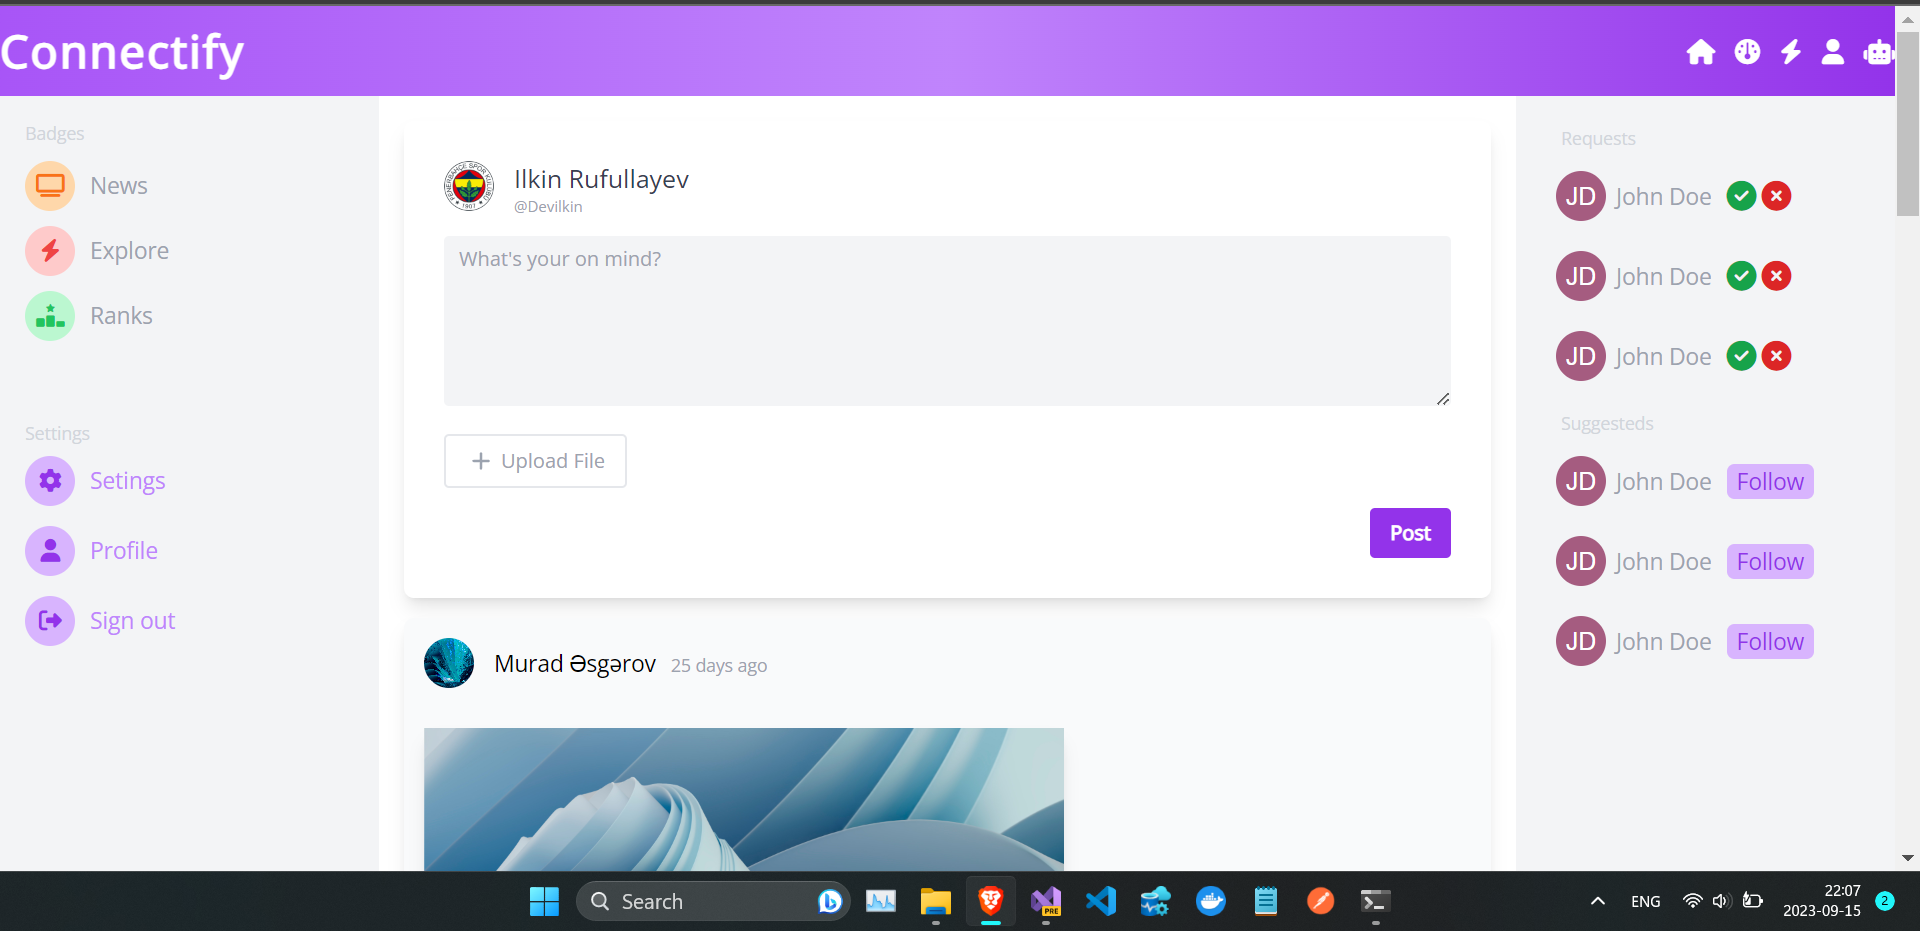 Connectify
Badges
News
Explore
Ranks
Settings
Setings
Profile
Sign out
Ilkin Rufullayev
@Devilkin
What's your on mind?
Upload File
Post
Murad Əsgərov 25 days ago
Requests
JD John Doe
JD John Doe
JD John Doe
Suggesteds
JD John Doe Follow
JD John Doe Follow
JD John Doe Follow
Search
PRE
ENG
22:07
2023-09-15
2